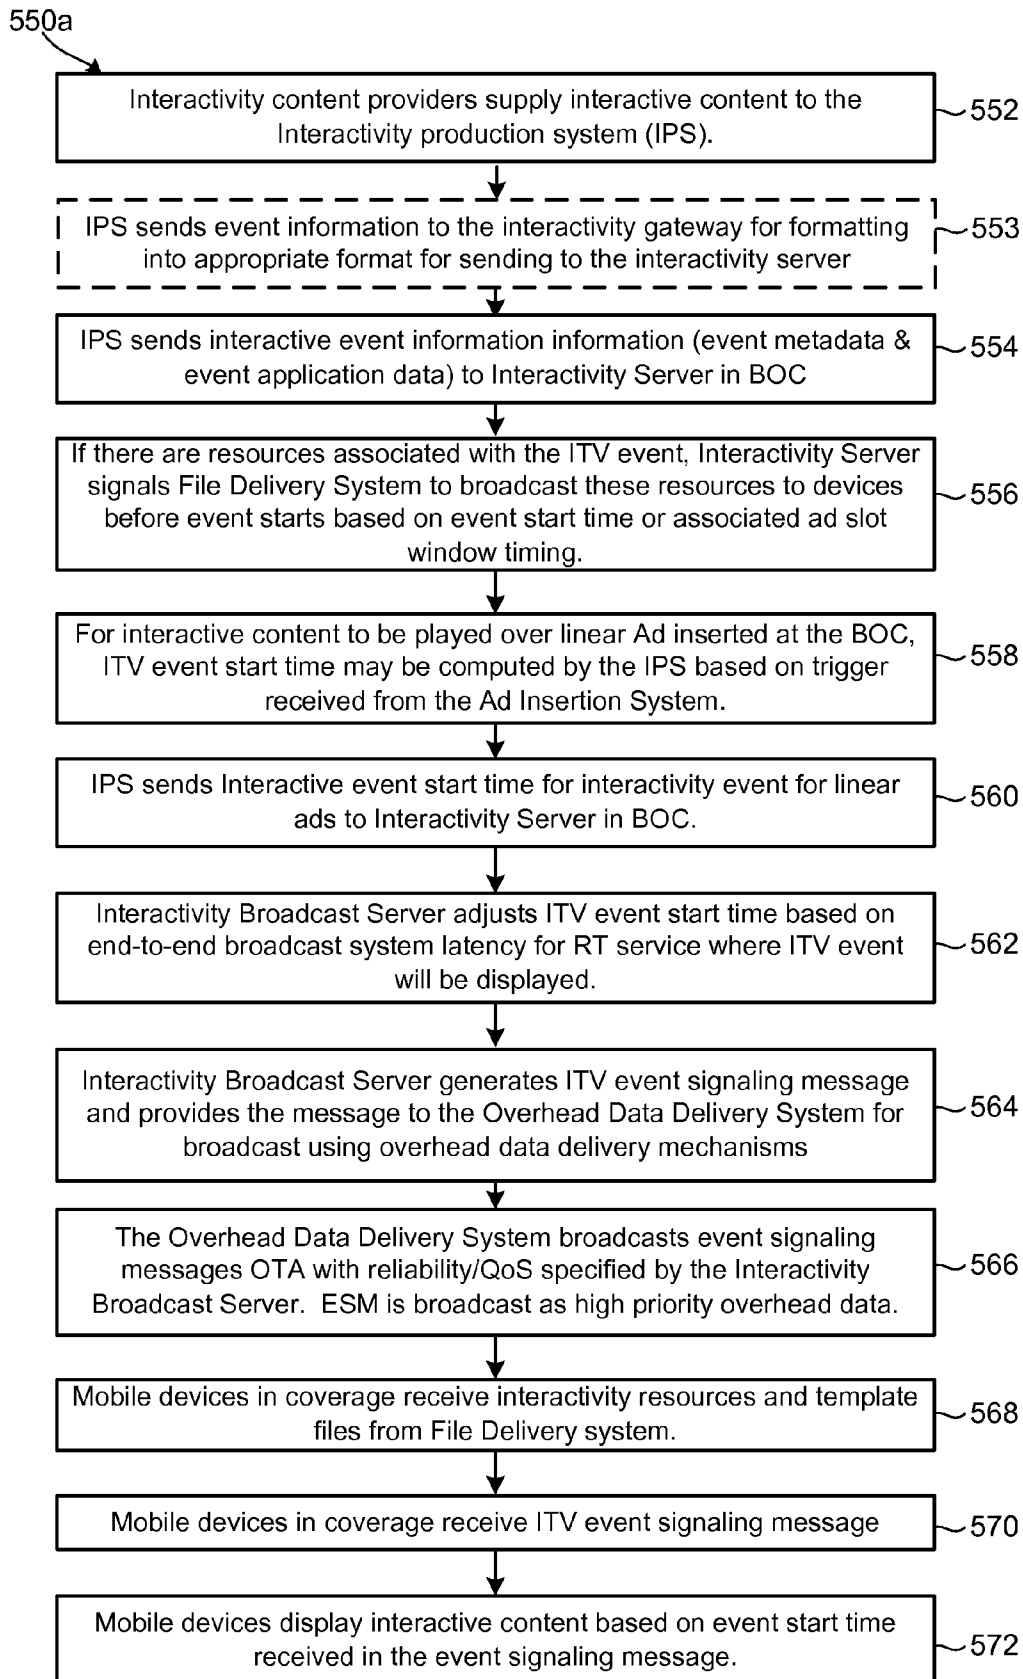 550a
Interactivity content providers supply interactive content to the
Interactivity production system (IPS).
552
IPS sends event information to the interactivity gateway for formatting
into appropriate format for sending to the interactivity server
553
IPS sends interactive event information information (event metadata &
event application data) to Interactivity Server in BOC
554
If there are resources associated with the ITV event, Interactivity Server
signals File Delivery System to broadcast these resources to devices
before event starts based on event start time or associated ad slot
window timing.
556
For interactive content to be played over linear Ad inserted at the BOC,
ITV event start time may be computed by the IPS based on trigger
received from the Ad Insertion System.
558
IPS sends Interactive event start time for interactivity event for linear
ads to Interactivity Server in BOC.
560
Interactivity Broadcast Server adjusts ITV event start time based on
end-to-end broadcast system latency for RT service where ITV event
will be displayed.
562
Interactivity Broadcast Server generates ITV event signaling message
and provides the message to the Overhead Data Delivery System for
broadcast using overhead data delivery mechanisms
564
The Overhead Data Delivery System broadcasts event signaling
messages OTA with reliability/QoS specified by the Interactivity
Broadcast Server. ESM is broadcast as high priority overhead data.
566
Mobile devices in coverage receive interactivity resources and template
files from File Delivery system.
568
Mobile devices in coverage receive ITV event signaling message
570
Mobile devices display interactive content based on event start time
received in the event signaling message.
572